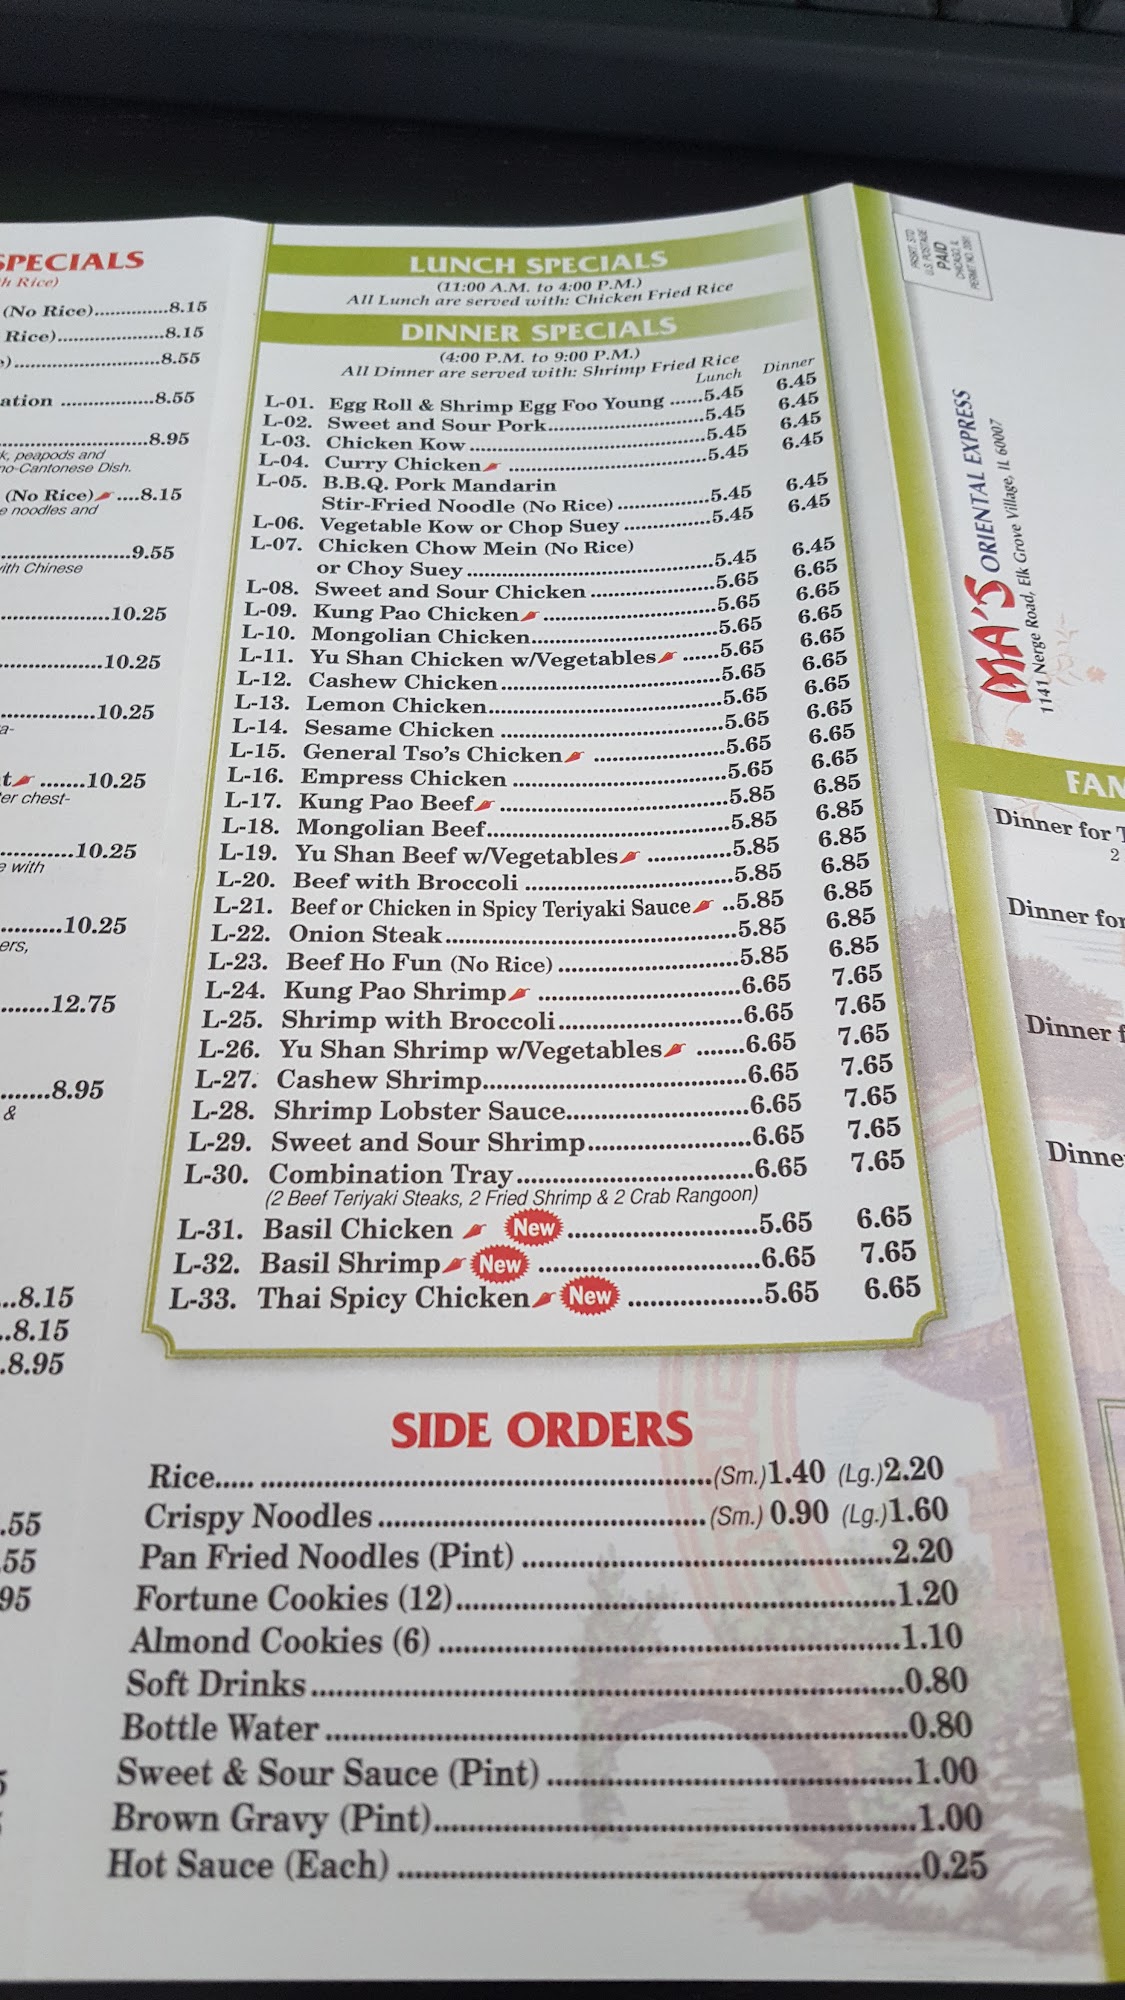 SPECIALS
h Rice)
(No Rice)..............8.15
Rice)....................8.15
e)...........................8.55
ation ..................8.55
............................8.95
k, peapods and
no-Cantonese Dish.
(No Rice) ....8.15
e noodles and
.........................9.55
with Chinese
.....................10.25
....................10.25
..................10.25
a-
t .......10.25
er chest-
..............10.25
e with
..........10.25
ers,
.........12.75
.........8.95
&
...8.15
..8.15
.8.95
.55
.55
95
5
LUNCH SPECIALS
(11:00 A.M. to 4:00 P.M.)
All Lunch are served with: Chicken Fried Rice
DINNER SPECIALS
(4:00 P.M. to 9:00 P.M.)
All Dinner are served with: Shrimp Fried Rice
Lunch Dinner
L-01. Egg Roll & Shrimp Egg Foo Young ......5.45 6.45
L-02. Sweet and Sour Pork..............................5.45 6.45
L-03. Chicken Kow.............................................5.45 6.45
L-04. Curry Chicken ......................................5.45 6.45
L-05. B.B.Q. Pork Mandarin
Stir-Fried Noodle (No Rice) .................5.45 6.45
L-06. Vegetable Kow or Chop Suey ................5.45 6.45
L-07. Chicken Chow Mein (No Rice)
or Choy Suey..........................................5.45 6.45
L-08. Sweet and Sour Chicken ......................5.65 6.65
L-09. Kung Pao Chicken ..............................5.65 6.65
L-10. Mongolian Chicken................................5.65 6.65
L-11. Yu Shan Chicken w/Vegetables ......5.65 6.65
L-12. Cashew Chicken.....................................5.65 6.65
L-13. Lemon Chicken.......................................5.65 6.65
L-14. Sesame Chicken .....................................5.65 6.65
L-15. General Tso's Chicken ......................5.65 6.65
L-16. Empress Chicken ...................................5.65 6.65
L-17. Kung Pao Beef .....................................5.85 6.85
L-18. Mongolian Beef.......................................5.85 6.85
L-19. Yu Shan Beef w/Vegetables .............5.85 6.85
L-20. Beef with Broccoli .................................5.85 6.85
L-21. Beef or Chicken in Spicy Teriyaki Sauce ..5.85 6.85
L-22. Onion Steak.............................................5.85 6.85
L-23. Beef Ho Fun (No Rice) ...........................5.85 6.85
L-24. Kung Pao Shrimp ..............................6.65 7.65
L-25. Shrimp with Broccoli............................6.65 7.65
L-26. Yu Shan Shrimp w/Vegetables .......6.65 7.65
L-27. Cashew Shrimp.......................................6.65 7.65
L-28. Shrimp Lobster Sauce...........................6.65 7.65
L-29. Sweet and Sour Shrimp........................6.65 7.65
L-30. Combination Tray...................................6.65 7.65
(2 Beef Teriyaki Steaks, 2 Fried Shrimp & 2 Crab Rangoon)
L-31. Basil Chicken New ............................5.65 6.65
L-32. Basil Shrimp New .................................6.65 7.65
L-33. Thai Spicy Chicken New ...................5.65 6.65
SIDE ORDERS
Rice..... ......................................................(Sm.)1.40 (Lg.)2.20
Crispy Noodles .......................................(Sm.) 0.90 (Lg.)1.60
Pan Fried Noodles (Pint) ............................................2.20
Fortune Cookies (12).....................................................1.20
Almond Cookies (6) ......................................................1.10
Soft Drinks......................................................................0.80
Bottle Water ....................................................................0.80
Sweet & Sour Sauce (Pint) ..........................................1.00
Brown Gravy (Pint).......................................................1.00
Hot Sauce (Each) .............................................................0.25
PRSRT. STD
U.S. POSTAGE
PAID
CHICAGO, IL
MA'S ORIENTAL EXPRESS
1141 Nerge Road, Elk Grove Village, IL 60007
FAM
Dinner for T
2
Dinner for
Dinner f
Dinne